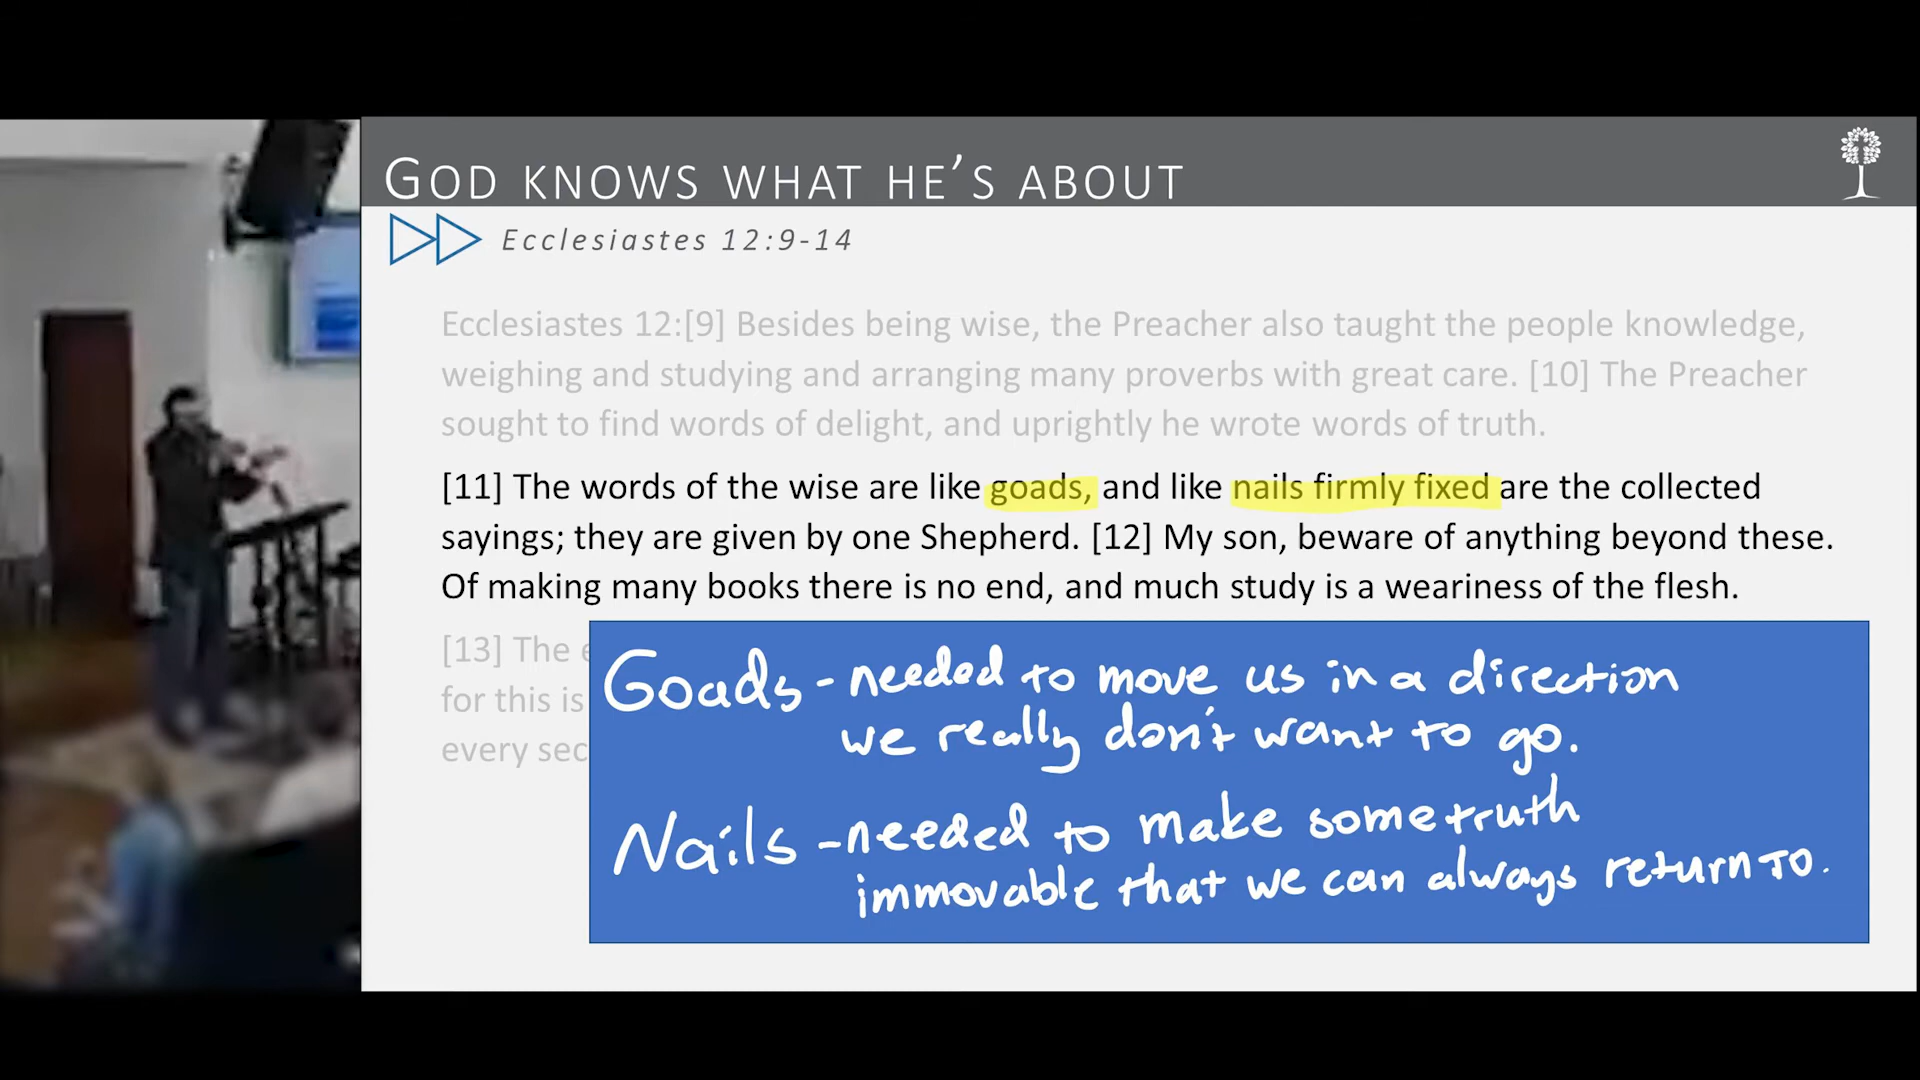 GOD KNOWS WHAT HE'S ABOUT
Ecclesiastes 12:9-14
Ecclesiastes 12:[9] Besides being wise, the Preacher also taught the people knowledge,
weighing and studying and arranging many proverbs with great care. [10] The Preacher
sought to find words of delight, and uprightly he wrote words of truth.
[11] The words of the wise are like goads, and like nails firmly fixed are the collected
sayings; they are given by one Shepherd. [12] My son, beware of anything beyond these.
Of making many books there is no end, and much study is a weariness of the flesh.
[13] The
for this is
every sec
Goads - needed to move us in a direction
we really don't want to go.
Nails - needed to make some truth
immovable that we can always return to.